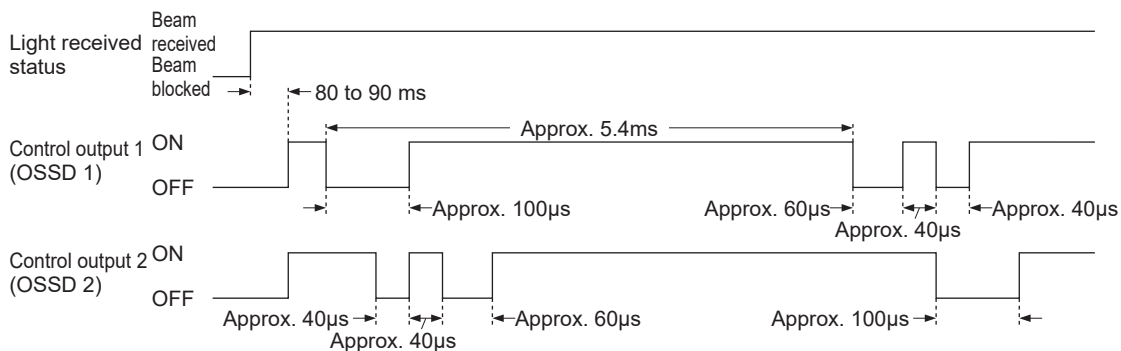 Beam
received
Light received
status
Beam
blocked
80 to 90 ms
Approx. 5.4ms
Control output 1
(OSSD 1)
ON
OFF
Approx. 100µs
Approx. 60µs
Approx. 40µs
Approx. 40µs
Control output 2
(OSSD 2)
ON
OFF
Approx. 40µs
Approx. 40µs
Approx. 60µs
Approx. 100µs